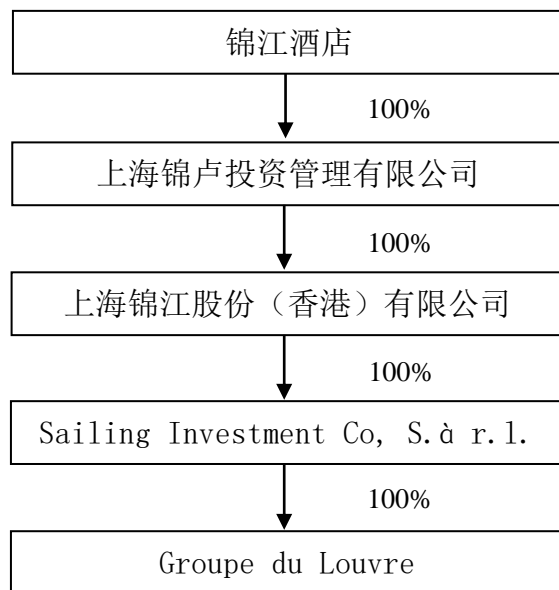 锦江酒店
100%
上海锦卢投资管理有限公司
100%
上海锦江股份（香港）有限公司
100%
Sailing Investment Co, S.à r.l.
100%
Groupe du Louvre